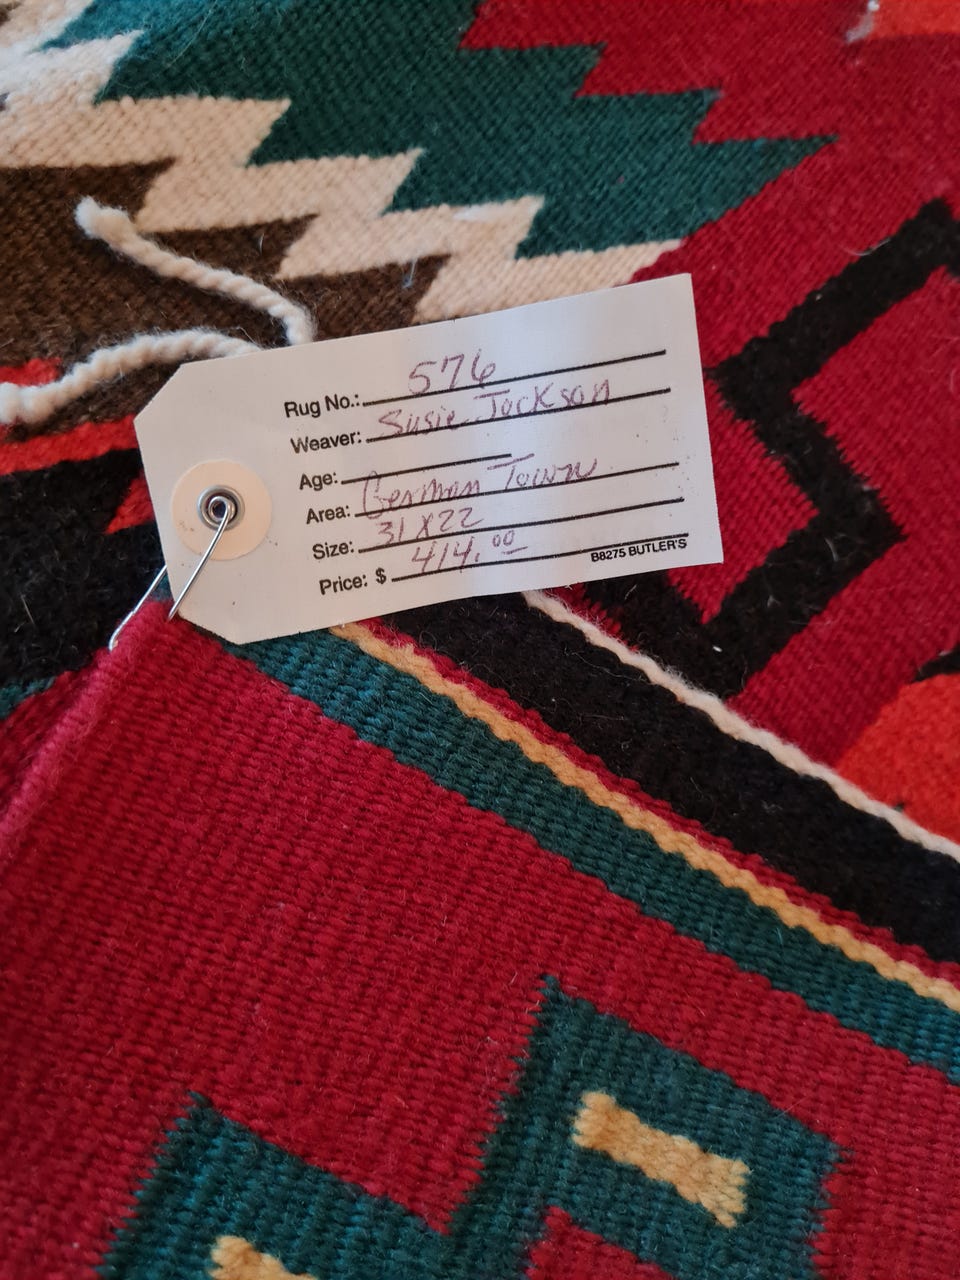 Rug No.: 576
Weaver: Susie Jackson
Age:
Area: German Town
Size: 31 x 22
Price: $ 414.00
B8275 BUTLER'S